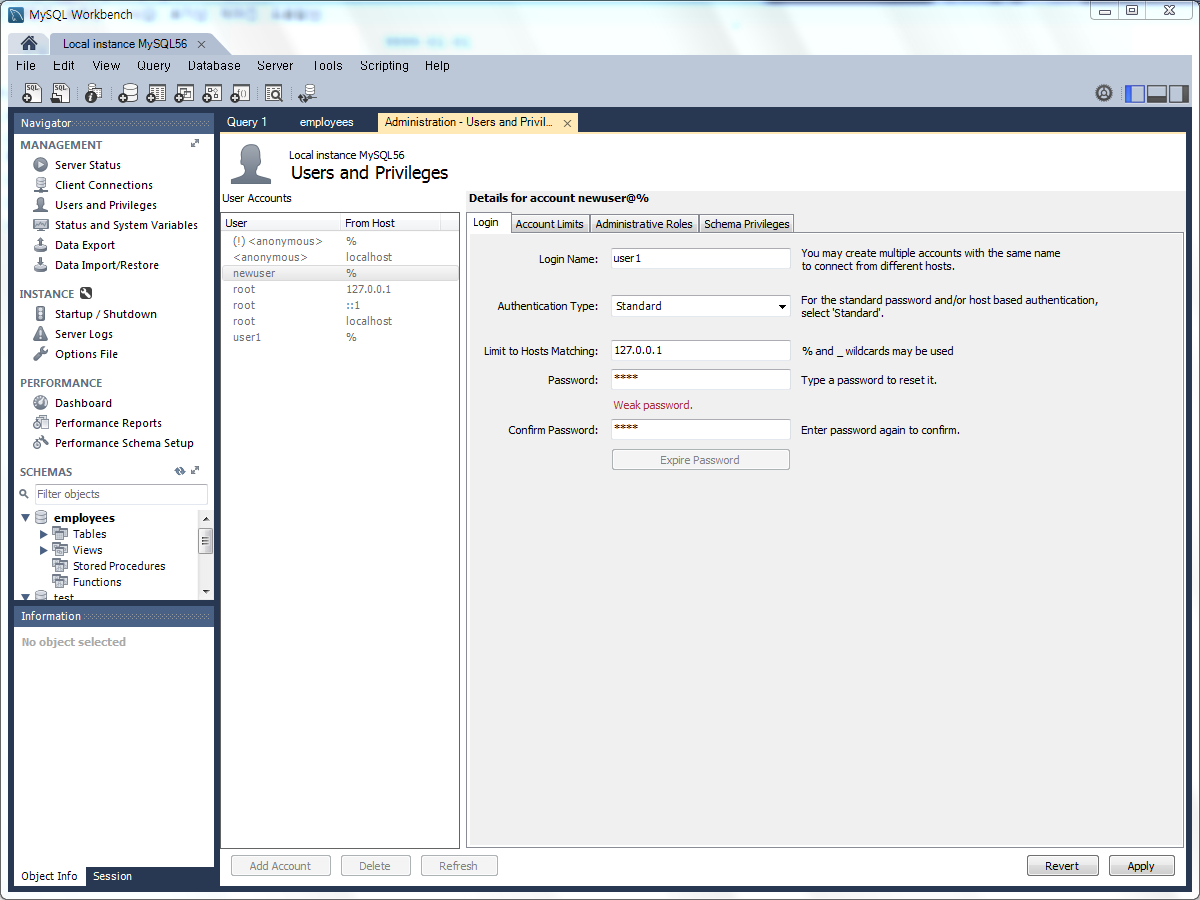 MySQL Workbench
Local instance MySQL56
File Edit View Query Database Server Tools Scripting Help
Navigator
MANAGEMENT
Server Status
Client Connections
Users and Privileges
Status and System Variables
Data Export
Data Import/Restore
INSTANCE
Startup / Shutdown
Server Logs
Options File
PERFORMANCE
Dashboard
Performance Reports
Performance Schema Setup
SCHEMAS
Filter objects
employees
Tables
Views
Stored Procedures
Functions
test
Information
No object selected
Object Info Session
Query 1 employees Administration - Users and Privil...
Local instance MySQL56
Users and Privileges
User Accounts
User From Host
(!) <anonymous> %
<anonymous> localhost
newuser %
root 127.0.0.1
root ::1
root localhost
user1 %
Add Account Delete Refresh
Details for account newuser@%
Login Account Limits Administrative Roles Schema Privileges
Login Name: user1 You may create multiple accounts with the same name
to connect from different hosts.
Authentication Type: Standard For the standard password and/or host based authentication,
select 'Standard'.
Limit to Hosts Matching: 127.0.0.1 % and _ wildcards may be used
Password: **** Type a password to reset it.
Weak password.
Confirm Password: **** Enter password again to confirm.
Expire Password
Revert Apply